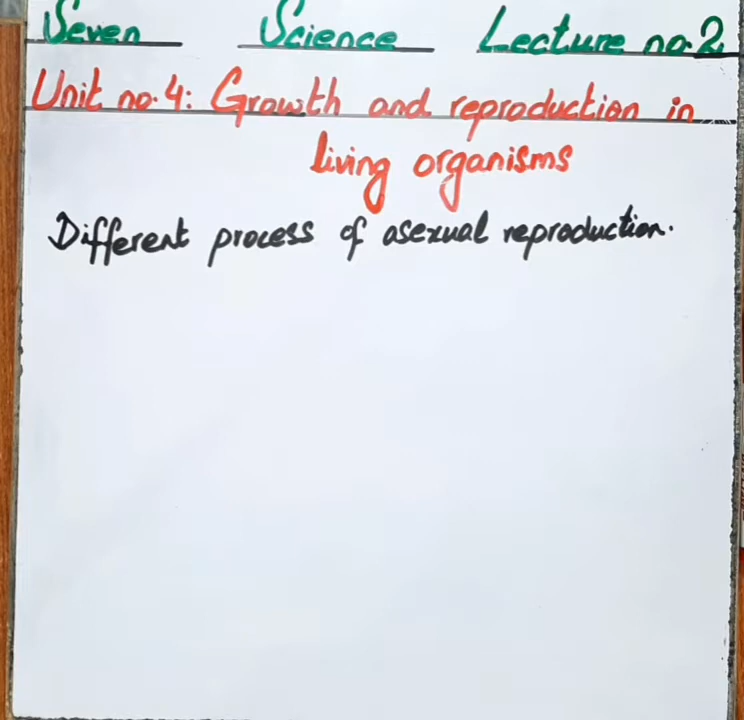 Seven Science Lecture no.2
Unit no.4: Growth and reproduction in
living organisms
Different process of asexual reproduction.